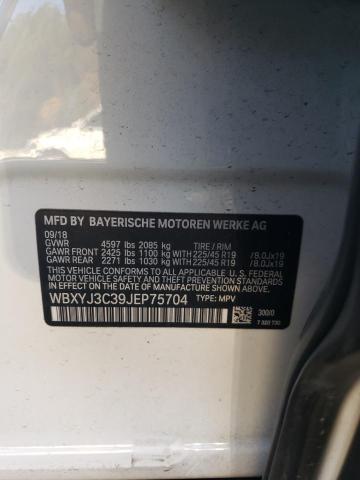 MFD BY BAYERISCHE MOTOREN WERKE AG
09/18
GVWR 4597 lbs 2085 kg TIRE / RIM
GAWR FRONT 2425 lbs 1100 kg WITH 225/45 R19 / 8.0Jx19
GAWR REAR 2271 lbs 1030 kg WITH 225/45 R19 / 8.0Jx19
THIS VEHICLE CONFORMS TO ALL APPLICABLE U.S. FEDERAL
MOTOR VEHICLE SAFETY, BUMPER, AND THEFT PREVENTION
STANDARDS IN EFFECT ON THE DATE OF MANUFACTURE SHOWN ABOVE.
WBXYJ3C39JEP75704 TYPE: MPV
300/0